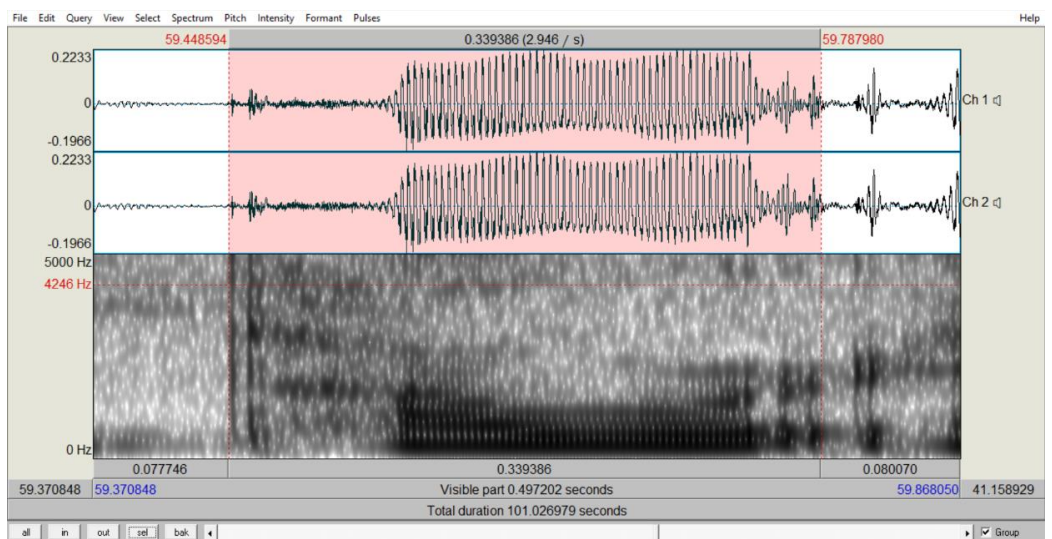 File Edit Query View Select Spectrum Pitch Intensity Formant Pulses Help
59.448594 0.339386 (2.946 / s) 59.787980
0.2233
0
-0.1966
Ch 1
0.2233
0
-0.1966
Ch 2
5000 Hz
4246 Hz
0 Hz
0.077746 0.339386 0.080070
59.370848 59.370848 Visible part 0.497202 seconds 59.868050 41.158929
Total duration 101.026979 seconds
all in out sel bak Group